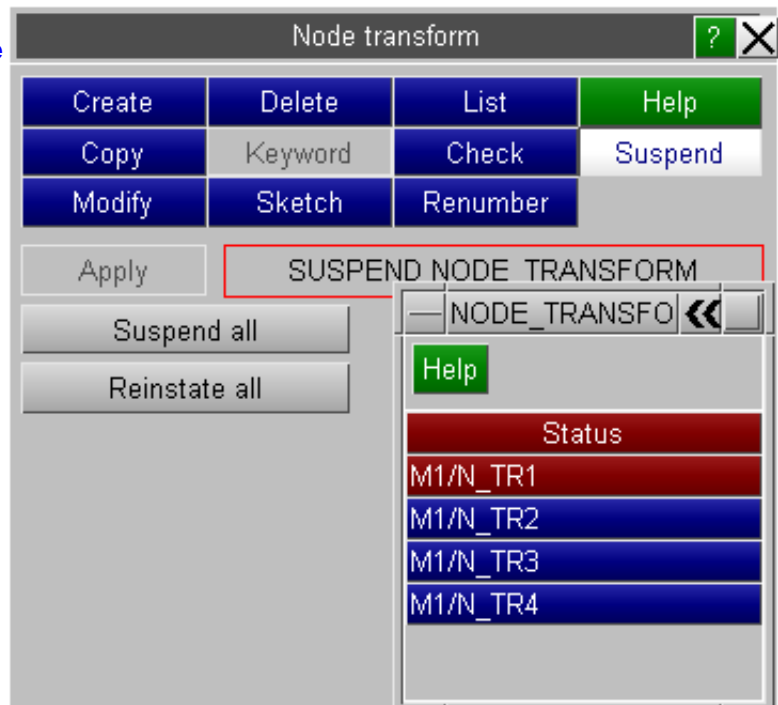 e
Node transform ?
Create Delete List Help
Copy Keyword Check Suspend
Modify Sketch Renumber
Apply SUSPEND NODE_TRANSFORM
Suspend all
Reinstate all
NODE_TRANSFO
Help
Status
M1/N_TR1
M1/N_TR2
M1/N_TR3
M1/N_TR4